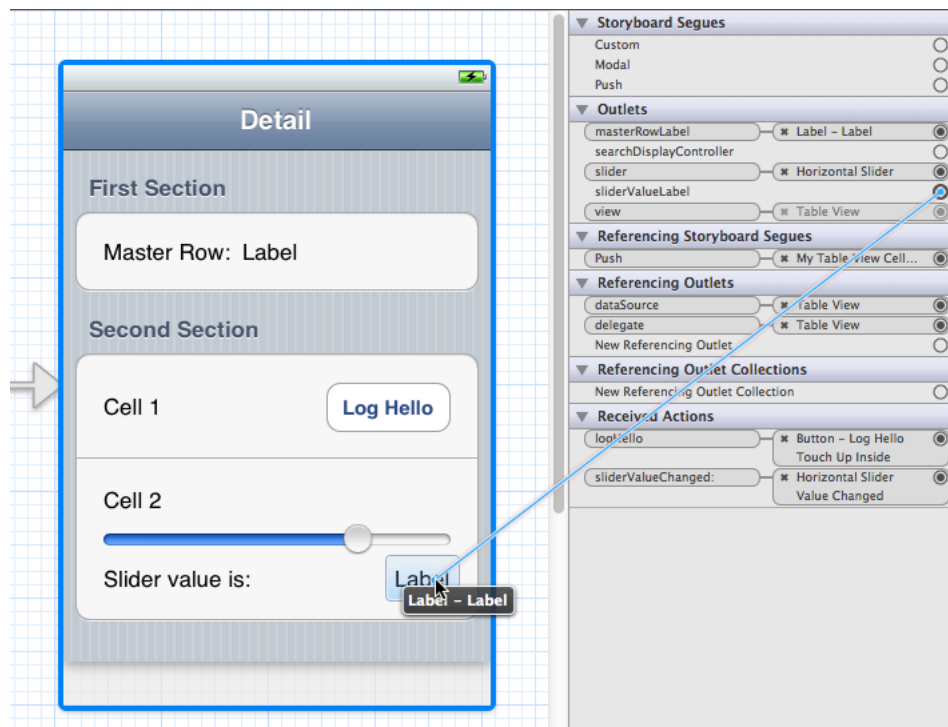 Detail
First Section
Master Row: Label
Second Section
Cell 1
Log Hello
Cell 2
Slider value is:
Label
Label – Label
Storyboard Segues
Custom
Modal
Push
Outlets
masterRowLabel
Label – Label
searchDisplayController
slider
Horizontal Slider
sliderValueLabel
view
Table View
Referencing Storyboard Segues
Push
My Table View Cell...
Referencing Outlets
dataSource
Table View
delegate
Table View
New Referencing Outlet
Referencing Outlet Collections
New Referencing Outlet Collection
Received Actions
logHello
Button – Log Hello
Touch Up Inside
sliderValueChanged:
Horizontal Slider
Value Changed